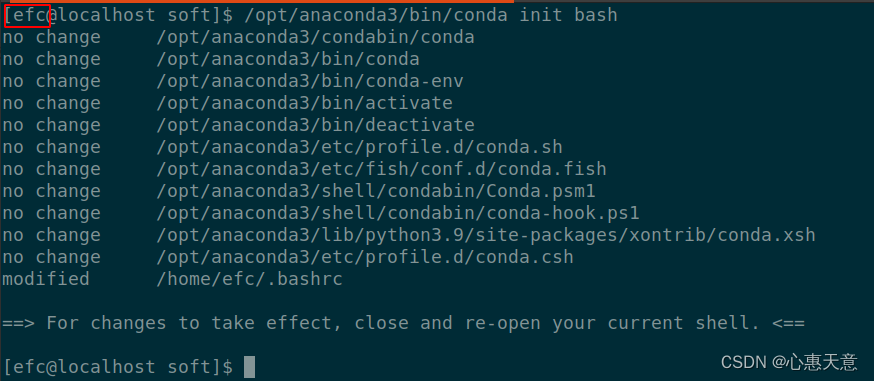 [efc@localhost soft]$ /opt/anaconda3/bin/conda init bash
no change     /opt/anaconda3/condabin/conda
no change     /opt/anaconda3/bin/conda
no change     /opt/anaconda3/bin/conda-env
no change     /opt/anaconda3/bin/activate
no change     /opt/anaconda3/bin/deactivate
no change     /opt/anaconda3/etc/profile.d/conda.sh
no change     /opt/anaconda3/etc/fish/conf.d/conda.fish
no change     /opt/anaconda3/shell/condabin/Conda.psm1
no change     /opt/anaconda3/shell/condabin/conda-hook.ps1
no change     /opt/anaconda3/lib/python3.9/site-packages/xontrib/conda.xsh
no change     /opt/anaconda3/etc/profile.d/conda.csh
modified      /home/efc/.bashrc
==> For changes to take effect, close and re-open your current shell. <==
[efc@localhost soft]$
CSDN @心惠天意